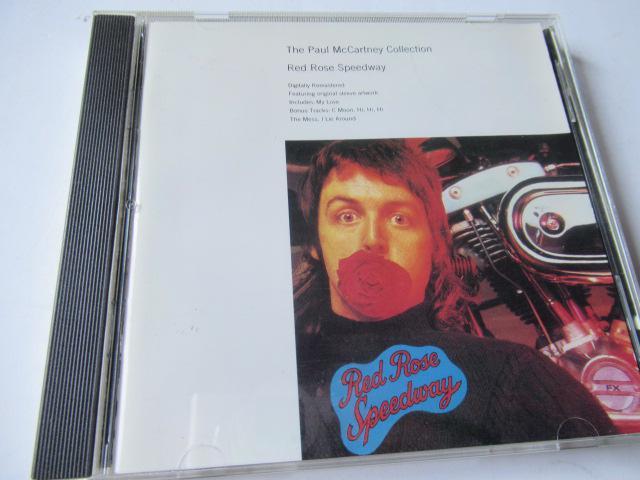 The Paul McCartney Collection
Red Rose Speedway
Digitally Remastered
Featuring original sleeve artwork
Includes: My Love
Bonus Tracks: C Moon, Hi, Hi, Hi
The Mess, I Lie Around
Red Rose
Speedway
FX